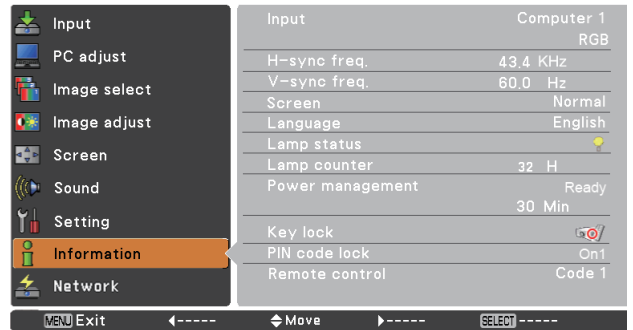 Input
PC adjust
Image select
Image adjust
Screen
Sound
Setting
Information
Network
Input Computer 1
RGB
H-sync freq. 43.4 KHz
V-sync freq. 60.0 Hz
Screen Normal
Language English
Lamp status
Lamp counter 32 H
Power management Ready
30 Min
Key lock
PIN code lock On1
Remote control Code 1
MENU Exit ----- Move ----- SELECT -----